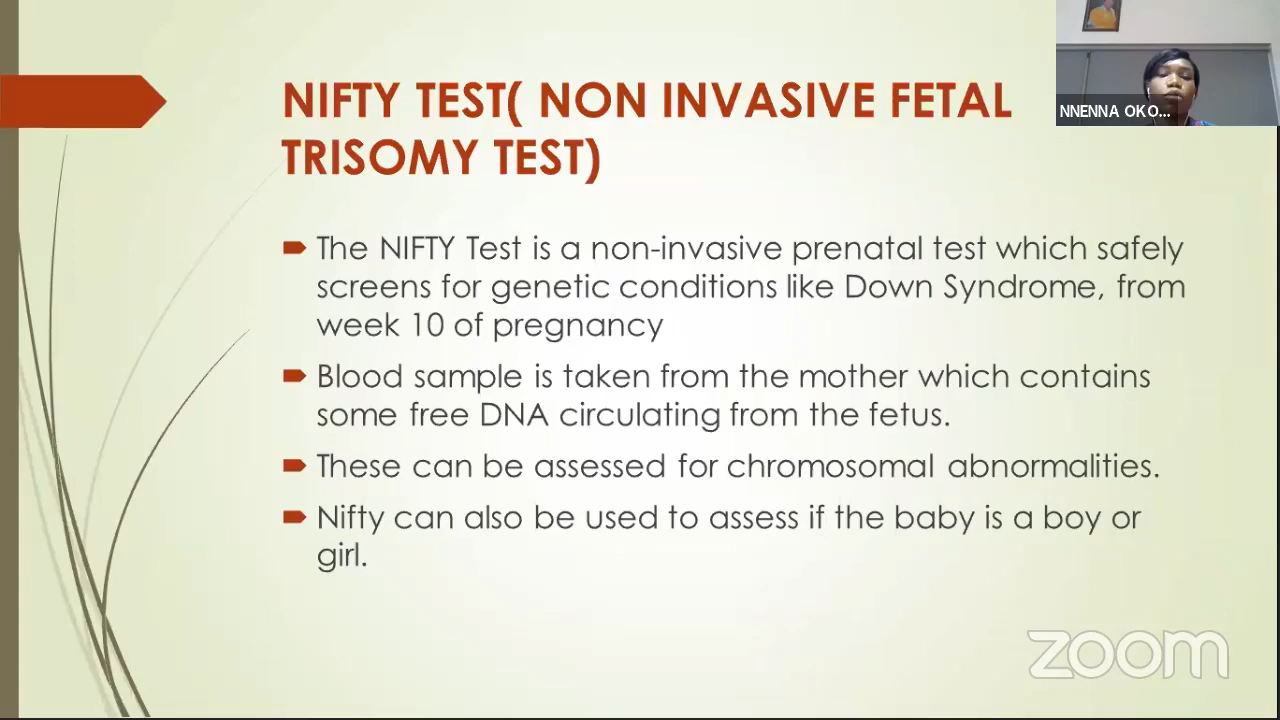 NIFTY TEST( NON INVASIVE FETAL
TRISOMY TEST)
NNENNA OKO...
The NIFTY Test is a non-invasive prenatal test which safely
screens for genetic conditions like Down Syndrome, from
week 10 of pregnancy
Blood sample is taken from the mother which contains
some free DNA circulating from the fetus.
These can be assessed for chromosomal abnormalities.
Nifty can also be used to assess if the baby is a boy or
girl.
zoom